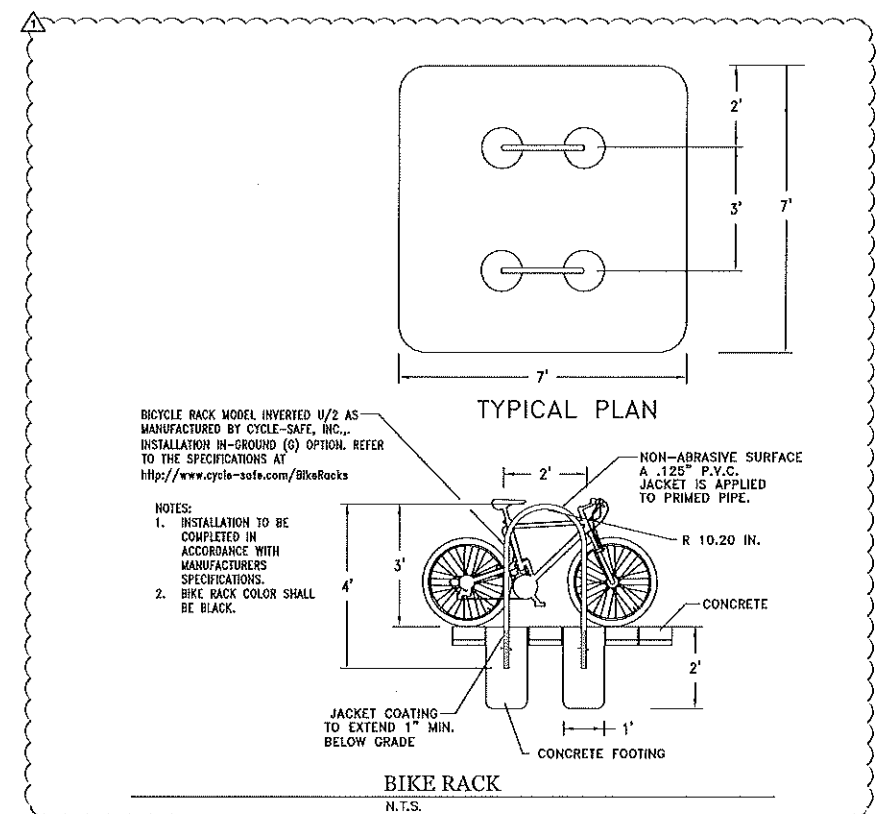 1
2'
3'
7'
7'
TYPICAL PLAN
BICYCLE RACK MODEL INVERTED U/2 AS
MANUFACTURED BY CYCLE-SAFE, INC.,.
INSTALLATION IN-GROUND (G) OPTION. REFER
TO THE SPECIFICATIONS AT
http://www.cycle-safe.com/BikeRacks
NOTES:
1. INSTALLATION TO BE
COMPLETED IN
ACCORDANCE WITH
MANUFACTURERS
SPECIFICATIONS.
2. BIKE RACK COLOR SHALL
BE BLACK.
2'
NON-ABRASIVE SURFACE
A .125" P.V.C.
JACKET IS APPLIED
TO PRIMED PIPE.
R 10.20 IN.
3'
4'
CONCRETE
2'
1'
JACKET COATING
TO EXTEND 1" MIN.
BELOW GRADE
CONCRETE FOOTING
BIKE RACK
N.T.S.